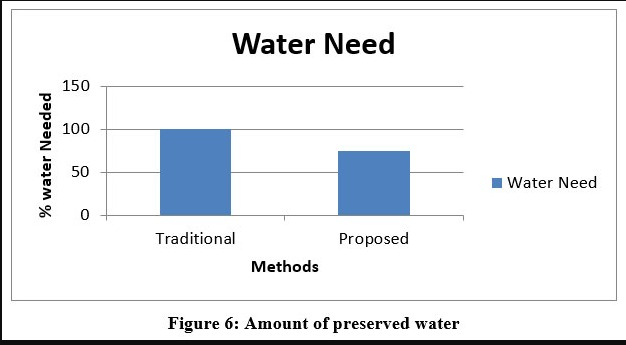 Water Need
150
100
50
0
% water Needed
Traditional
Proposed
Methods
Water Need
Figure 6: Amount of preserved water